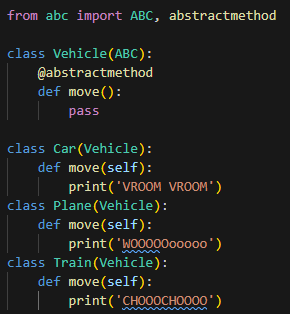 from abc import ABC, abstractmethod
class Vehicle(ABC):
    @abstractmethod
    def move():
        pass
class Car(Vehicle):
    def move(self):
        print('VROOM VROOM')
class Plane(Vehicle):
    def move(self):
        print('WOOOOOooooo')
class Train(Vehicle):
    def move(self):
        print('CHOOOCHOOOO')